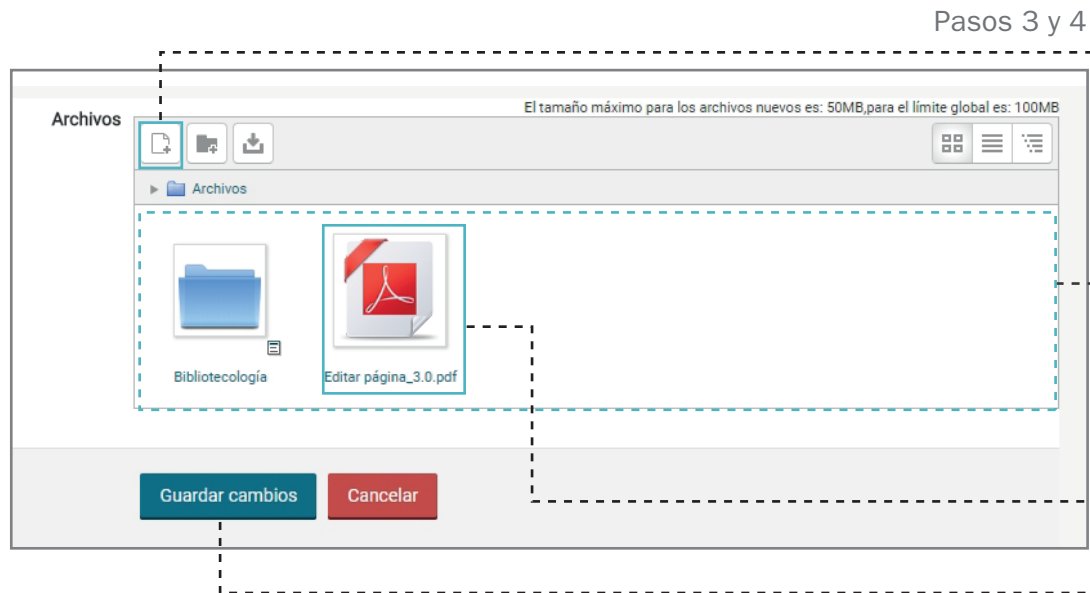 Pasos 3 y 4
El tamaño máximo para los archivos nuevos es: 50MB,para el límite global es: 100MB
Archivos
Archivos
Bibliotecología
Editar página_3.0.pdf
Guardar cambios
Cancelar